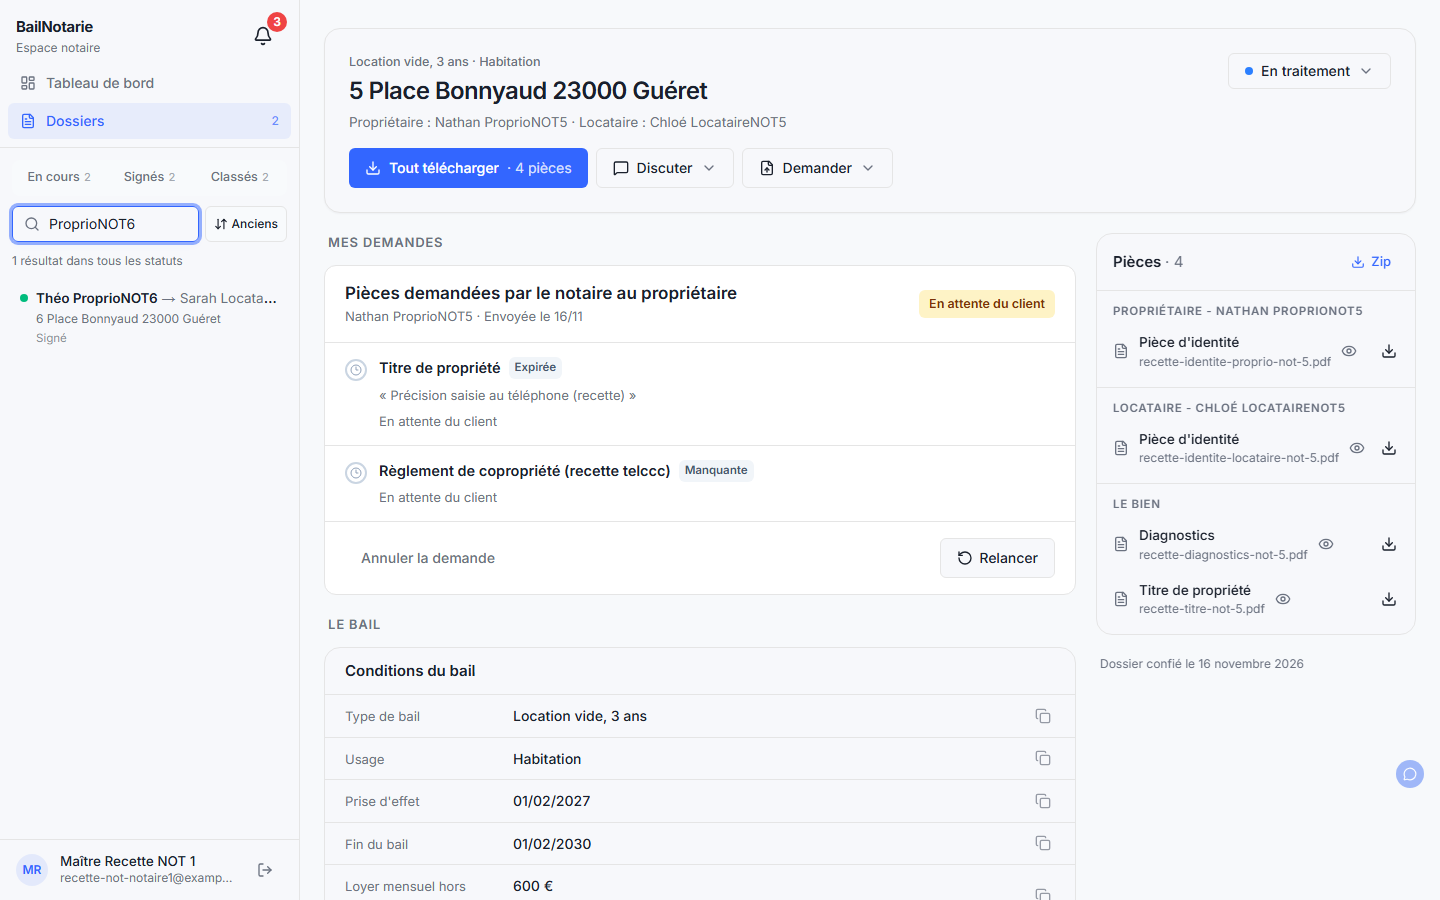 BailNotarie
Espace notaire
3
Tableau de bord
Dossiers 2
En cours 2 Signés 2 Classés 2
ProprioNOT6
Anciens
1 résultat dans tous les statuts
Théo ProprioNOT6 → Sarah Locata...
6 Place Bonnyaud 23000 Guéret
Signé
MR
Maître Recette NOT 1
recette-not-notaire1@examp...
Location vide, 3 ans · Habitation
5 Place Bonnyaud 23000 Guéret
Propriétaire : Nathan ProprioNOT5 · Locataire : Chloé LocataireNOT5
En traitement
Tout télécharger · 4 pièces
Discuter
Demander
MES DEMANDES
Pièces demandées par le notaire au propriétaire
Nathan ProprioNOT5 · Envoyée le 16/11
En attente du client
Titre de propriété Expirée
« Précision saisie au téléphone (recette) »
En attente du client
Règlement de copropriété (recette telccc) Manquante
En attente du client
Annuler la demande
Relancer
LE BAIL
Conditions du bail
Type de bail Location vide, 3 ans
Usage Habitation
Prise d'effet 01/02/2027
Fin du bail 01/02/2030
Loyer mensuel hors 600 €
Pièces · 4
Zip
PROPRIÉTAIRE - NATHAN PROPRIONOT5
Pièce d'identité
recette-identite-proprio-not-5.pdf
LOCATAIRE - CHLOÉ LOCATAIRENOT5
Pièce d'identité
recette-identite-locataire-not-5.pdf
LE BIEN
Diagnostics
recette-diagnostics-not-5.pdf
Titre de propriété
recette-titre-not-5.pdf
Dossier confié le 16 novembre 2026